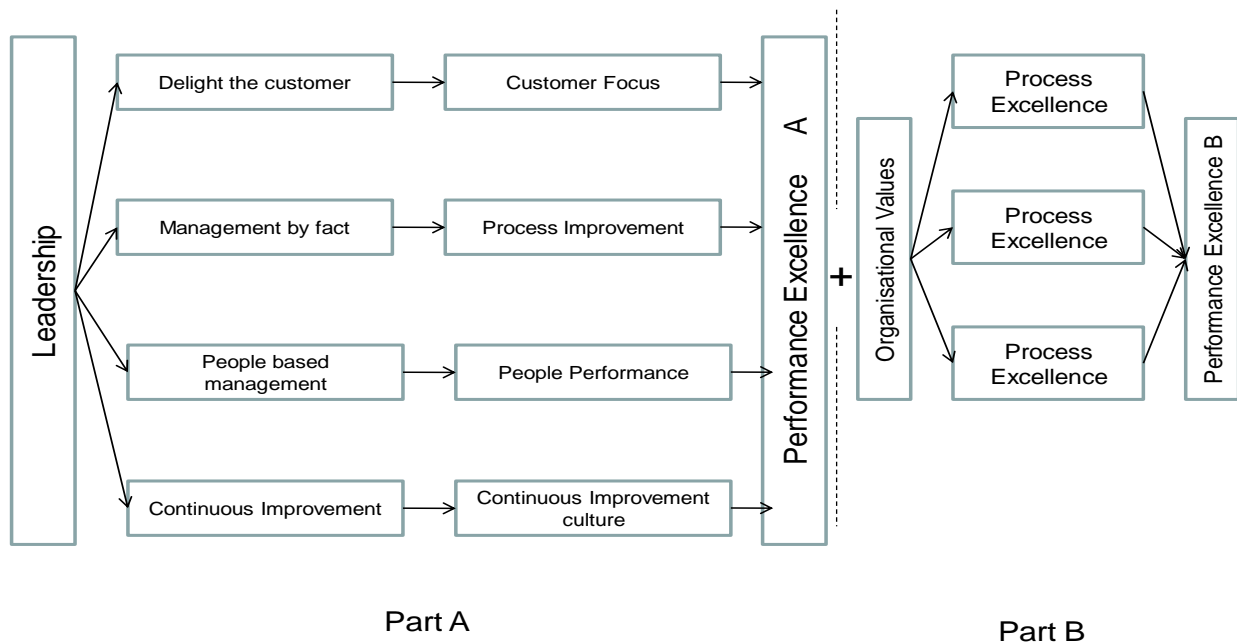 Leadership
Delight the customer
Customer Focus
Management by fact
Process Improvement
People based
management
People Performance
Continuous Improvement
Continuous Improvement
culture
Performance Excellence A
+
Organisational Values
Process
Excellence
Process
Excellence
Process
Excellence
Performance Excellence B
Part A
Part B